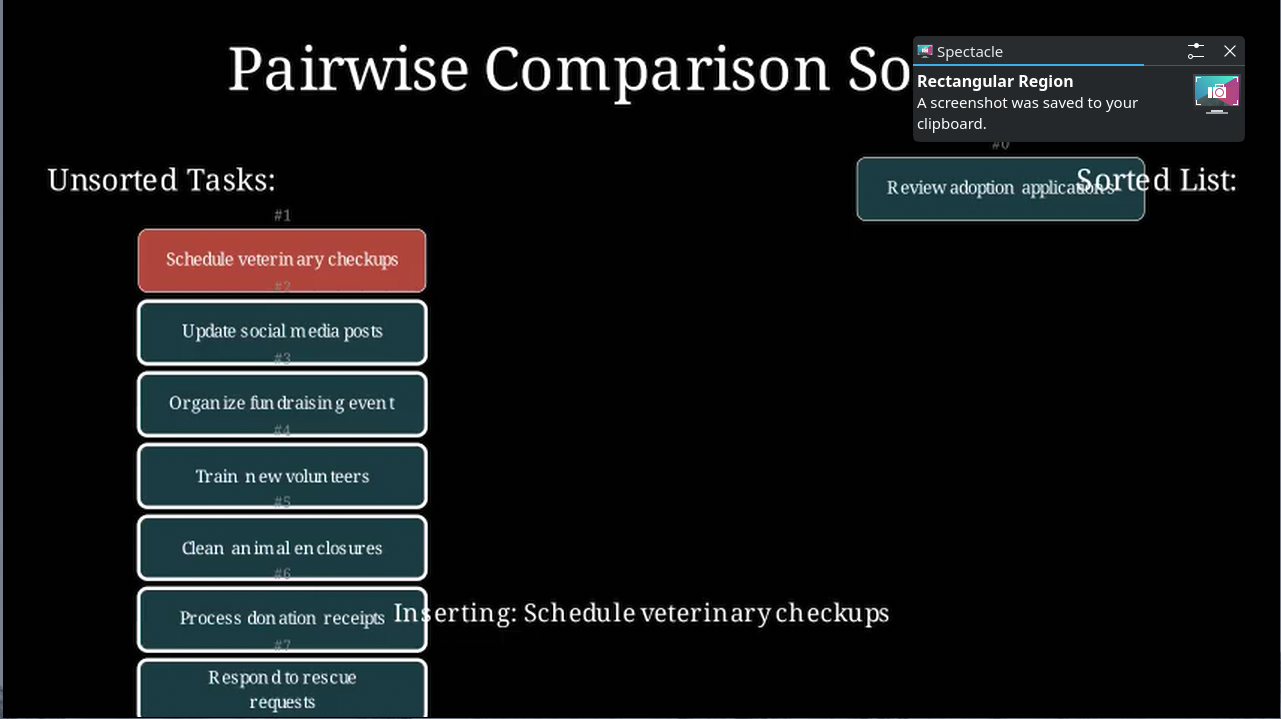 Pairwise Comparison So
Spectacle
Rectangular Region
A screenshot was saved to your
clipboard.
Unsorted Tasks:
#0
Sorted List:
Review adoption applications
#1
Schedule veterinary checkups
#2
Update social media posts
#3
Organize fundraising event
#4
Train new volunteers
#5
Clean animal enclosures
#6
Process donation receipts
Inserting: Schedule veterinary checkups
#7
Respond to rescue
requests